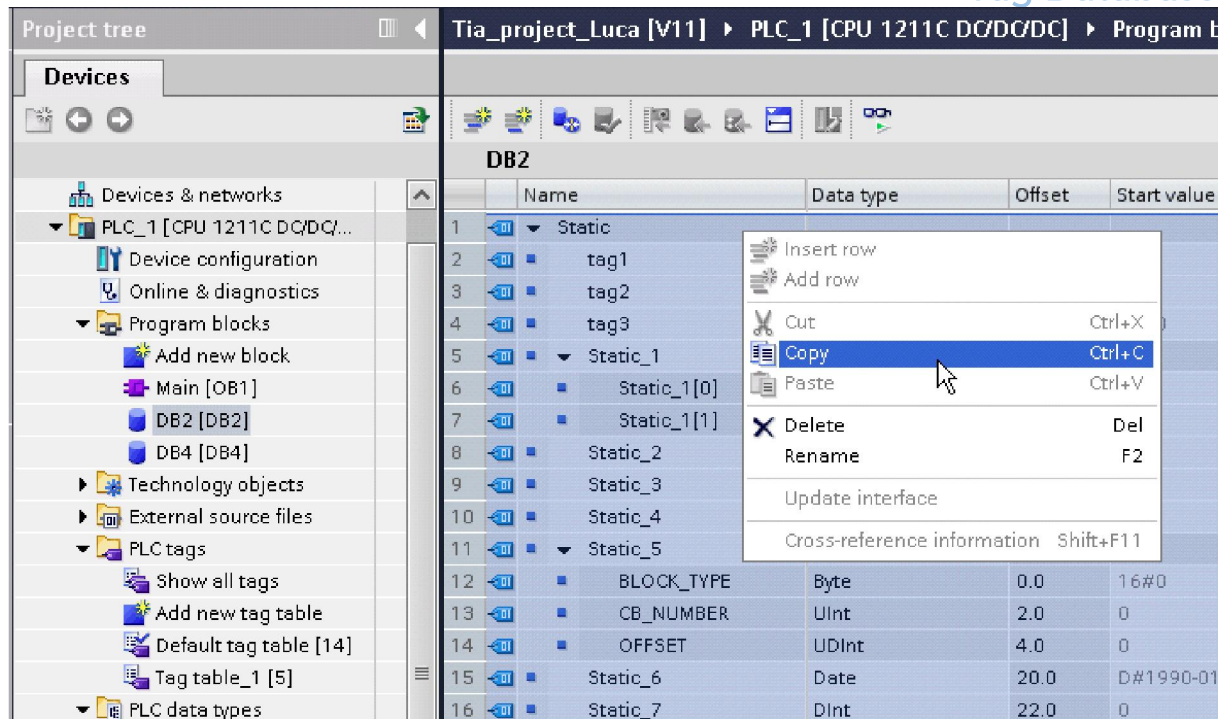 Project tree
Tia_project_Luca [V11] ▸ PLC_1 [CPU 1211C DC/DC/DC] ▸ Program b
Devices
DB2
Name Data type Offset Start value
Devices & networks
PLC_1 [CPU 1211C DC/DC/...
Device configuration
Online & diagnostics
Program blocks
Add new block
Main [OB1]
DB2 [DB2]
DB4 [DB4]
Technology objects
External source files
PLC tags
Show all tags
Add new tag table
Default tag table [14]
Tag table_1 [5]
PLC data types
1 Static
2 tag1
3 tag2
4 tag3
5 Static_1
6 Static_1[0]
7 Static_1[1]
8 Static_2
9 Static_3
10 Static_4
11 Static_5
12 BLOCK_TYPE Byte 0.0 16#0
13 CB_NUMBER UInt 2.0 0
14 OFFSET UDInt 4.0 0
15 Static_6 Date 20.0 D#1990-01
16 Static_7 DInt 22.0 0
Insert row
Add row
Cut Ctrl+X
Copy Ctrl+C
Paste Ctrl+V
Delete Del
Rename F2
Update interface
Cross-reference information Shift+F11